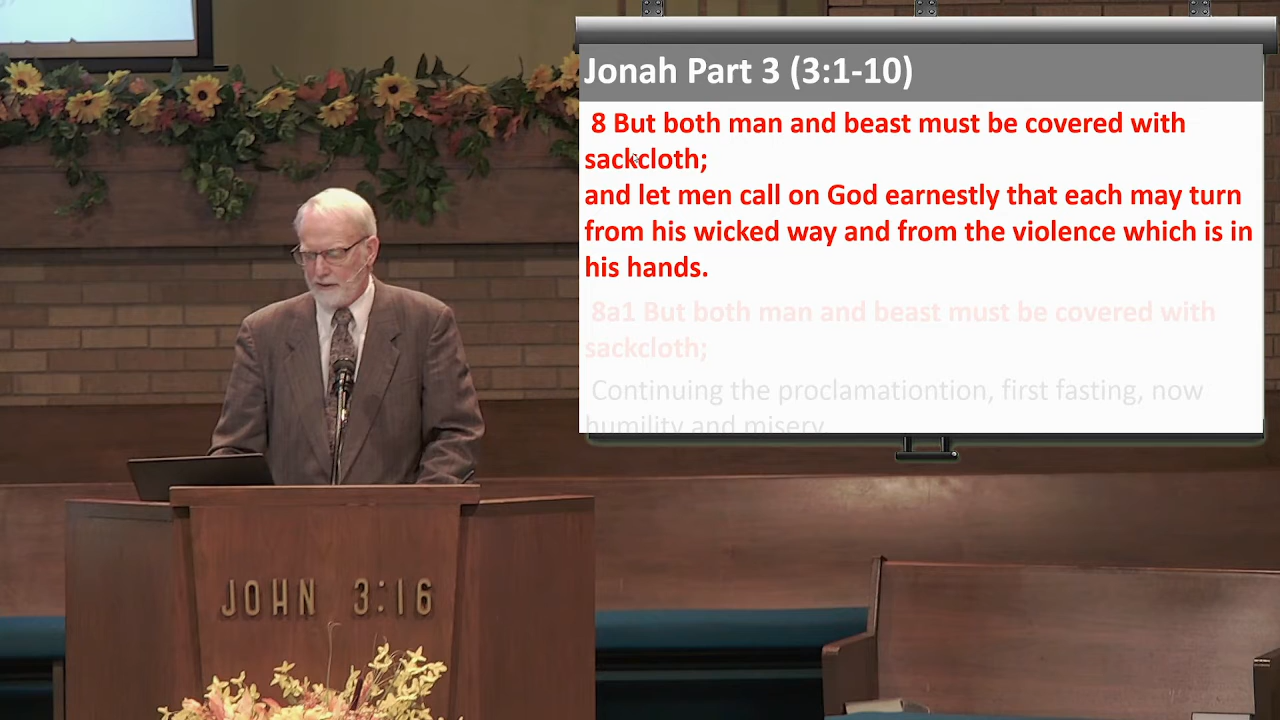 Jonah Part 3 (3:1-10)
8 But both man and beast must be covered with
sackcloth;
and let men call on God earnestly that each may turn
from his wicked way and from the violence which is in
his hands.
8a1 But both man and beast must be covered with
sackcloth;
Continuing the proclamationtion, first fasting, now
humility and misery
JOHN 3:16